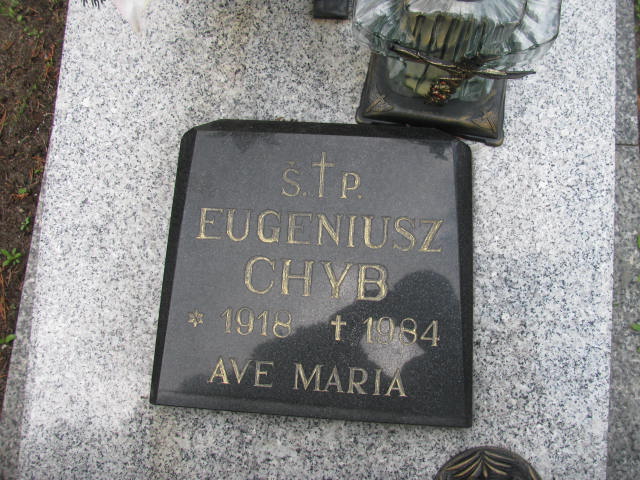 Ś.†P.
EUGENIUSZ
CHYB
* 1918 † 1984
AVE MARIA